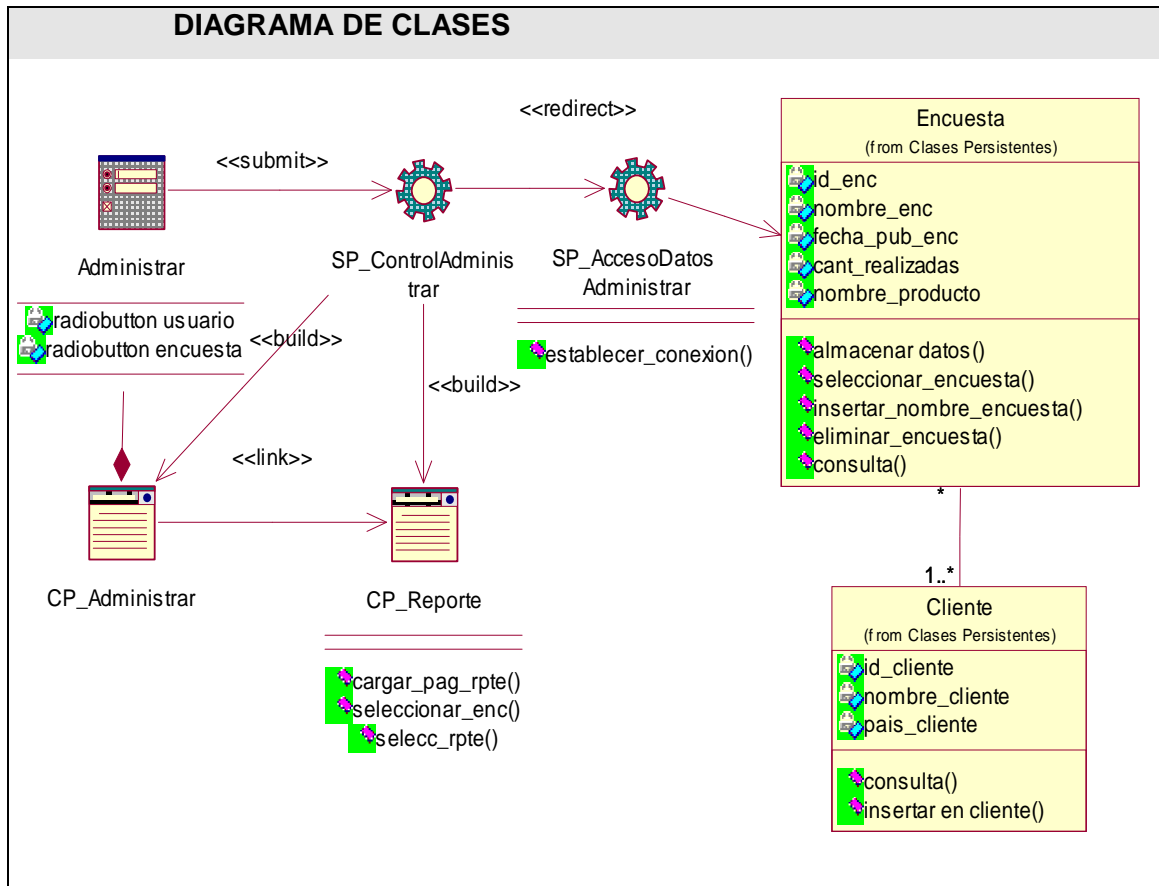 DIAGRAMA DE CLASES
<<redirect>>
<<submit>>
Administrar
radiobutton usuario
radiobutton encuesta
SP_ControlAdminis
trar
SP_AccesoDatos
Administrar
establecer_conexion()
<<build>>
<<build>>
<<link>>
CP_Administrar
CP_Reporte
cargar_pag_rpte()
seleccionar_enc()
selecc_rpte()
Encuesta
(from Clases Persistentes)
id_enc
nombre_enc
fecha_pub_enc
cant_realizadas
nombre_producto
almacenar datos()
seleccionar_encuesta()
insertar_nombre_encuesta()
eliminar_encuesta()
consulta()
*
1..*
Cliente
(from Clases Persistentes)
id_cliente
nombre_cliente
pais_cliente
consulta()
insertar en cliente()